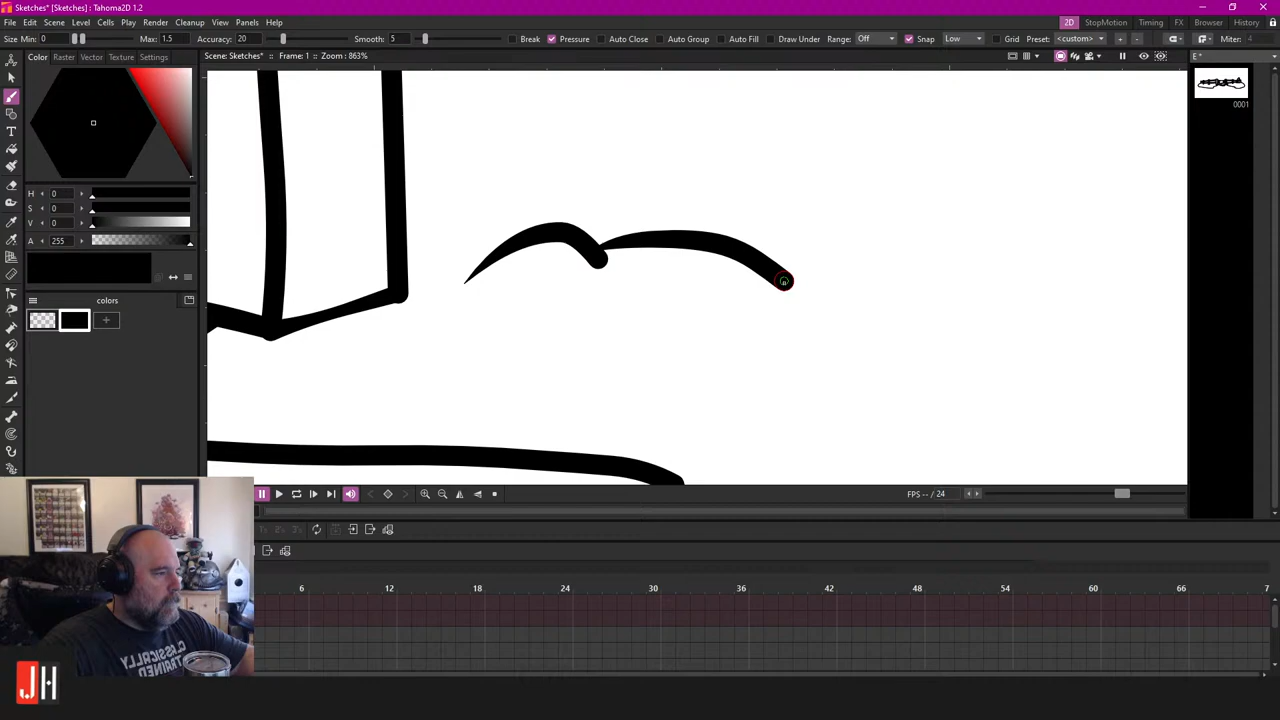 Sketches* [Sketches] : Tahoma2D 1.2
File Edit Scene Level Cells Play Render Cleanup View Panels Help
2D StopMotion Timing FX Browser History
Size Min: 0 Max: 1.5 Accuracy: 20 Smooth: 5 Break Pressure Auto Close Auto Group Auto Fill Draw Under Range: Off Snap Low Grid Preset: <custom> + - Miter: 4
Color Raster Vector Texture Settings
Scene: Sketches* :: Frame: 1 :: Zoom : 863%
E*
0001
H 0
S 0
V 0
A 255
colors
FPS -- / 24
6 12 18 24 30 36 42 48 54 60 66 7
CLASSICALLY
TRAINED
JH